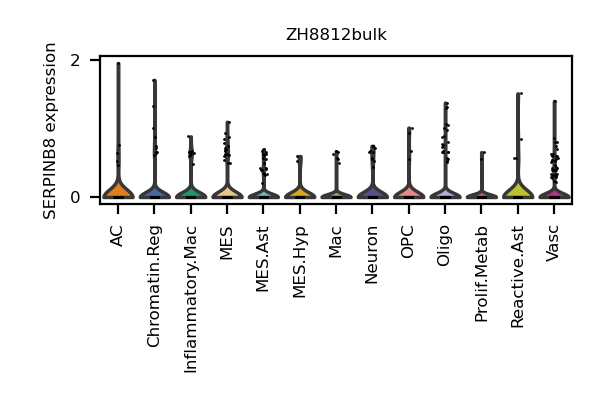 ZH8812bulk
SERPINB8 expression
2
0
AC
Chromatin.Reg
Inflammatory.Mac
MES
MES.Ast
MES.Hyp
Mac
Neuron
OPC
Oligo
Prolif.Metab
Reactive.Ast
Vasc